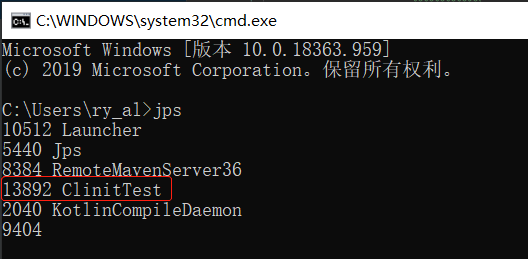 C:\WINDOWS\system32\cmd.exe
Microsoft Windows [版本 10.0.18363.959]
(c) 2019 Microsoft Corporation。保留所有权利。
C:\Users\ry_al>jps
10512 Launcher
5440 Jps
8384 RemoteMavenServer36
13892 ClinitTest
2040 KotlinCompileDaemon
9404